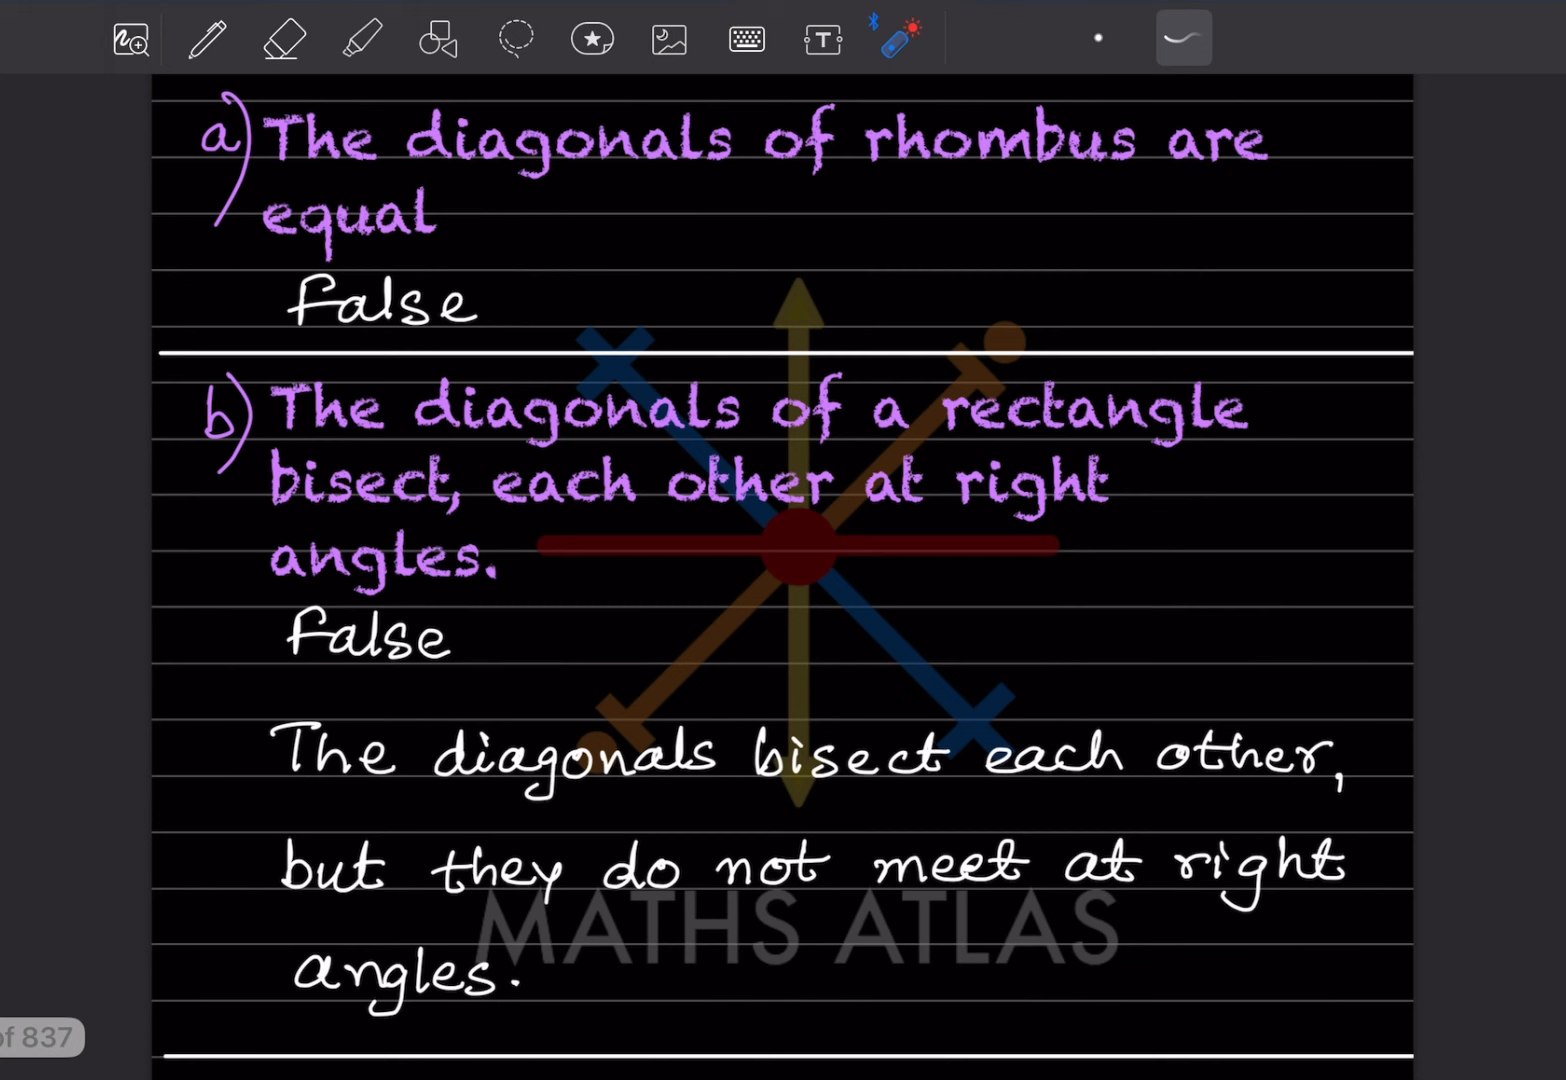 a) The diagonals of rhombus are
equal
False
b) The diagonals of a rectangle
bisect, each other at right
angles.
False
The diagonals bisect each other,
but they do not meet at right
MATHS ATLAS
angles.
of 837